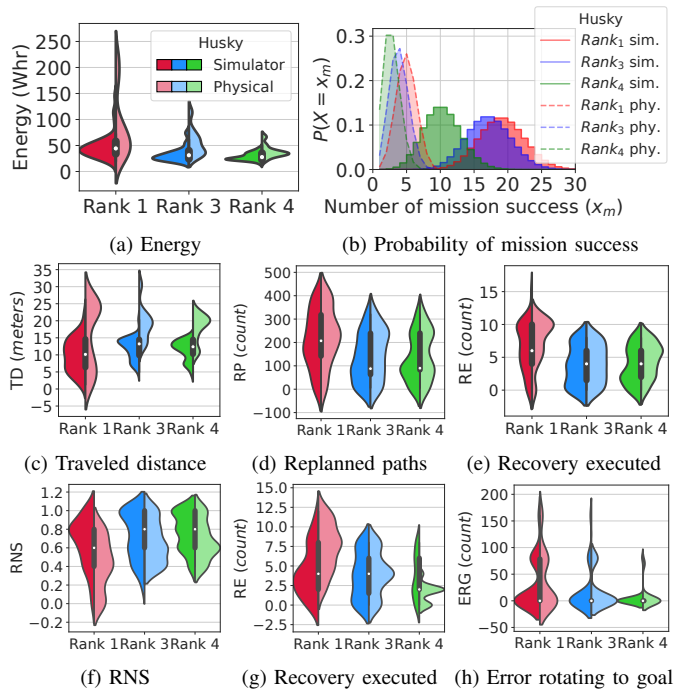 Energy (Whr)
250
200
150
100
50
0
Husky
Simulator
Physical
Rank 1 Rank 3 Rank 4
(a) Energy
P(X = xₘ)
0.3
0.2
0.1
0.0
0 5 10 15 20 25 30
Number of mission success (xₘ)
Husky
Rank₁ sim.
Rank₃ sim.
Rank₄ sim.
Rank₁ phy.
Rank₃ phy.
Rank₄ phy.
(b) Probability of mission success
TD (meters)
35
30
25
20
15
10
5
0
−5
Rank 1 Rank 3 Rank 4
(c) Traveled distance
RP (count)
500
400
300
200
100
0
−100
Rank 1 Rank 3 Rank 4
(d) Replanned paths
RE (count)
15
10
5
0
Rank 1 Rank 3 Rank 4
(e) Recovery executed
RNS
1.2
1.0
0.8
0.6
0.4
0.2
0.0
−0.2
Rank 1 Rank 3 Rank 4
(f) RNS
RE (count)
15.0
12.5
10.0
7.5
5.0
2.5
0.0
−2.5
Rank 1 Rank 3 Rank 4
(g) Recovery executed
ERG (count)
200
150
100
50
0
−50
Rank 1 Rank 3 Rank 4
(h) Error rotating to goal